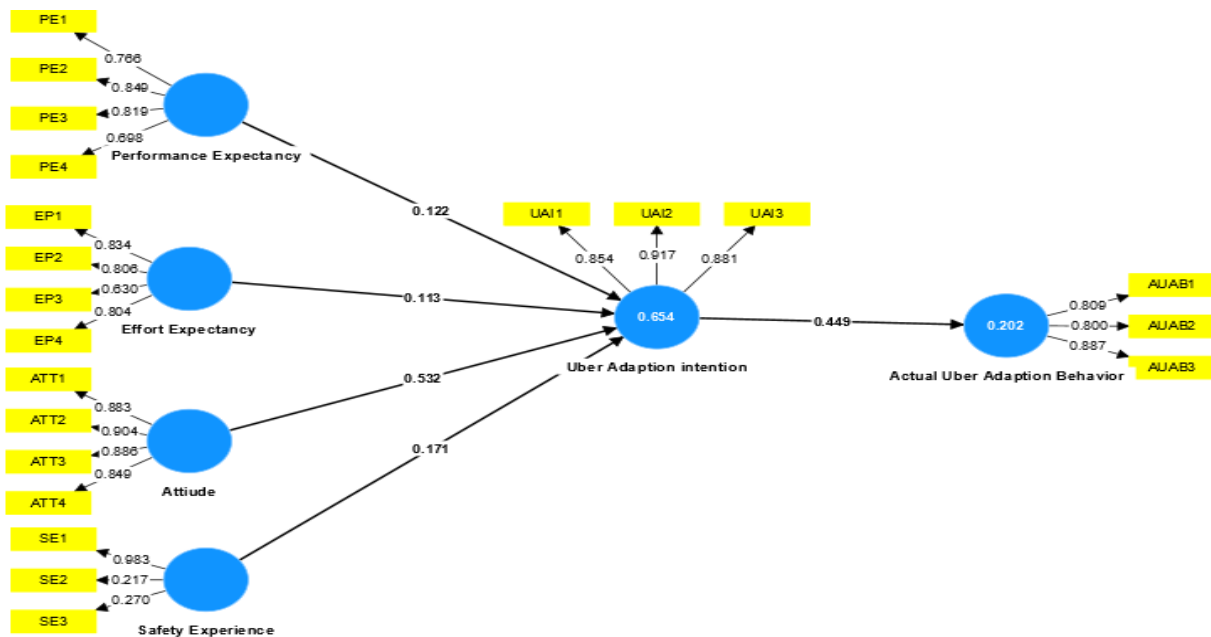 PE1
0.766
PE2
0.849
PE3
0.819
0.698
PE4
Performance Expectancy
0.122
EP1
0.834
EP2
0.806
EP3
0.630
0.804
EP4
Effort Expectancy
0.113
ATT1
0.883
ATT2
0.904
ATT3
0.886
0.849
ATT4
Attiude
0.532
SE1
0.983
SE2
0.217
SE3
0.270
Safety Experience
0.171
UAI1
UAI2
UAI3
0.854
0.917
0.881
0.654
Uber Adaption intention
0.449
0.202
Actual Uber Adaption Behavior
AUAB1
0.809
AUAB2
0.800
0.887
AUAB3